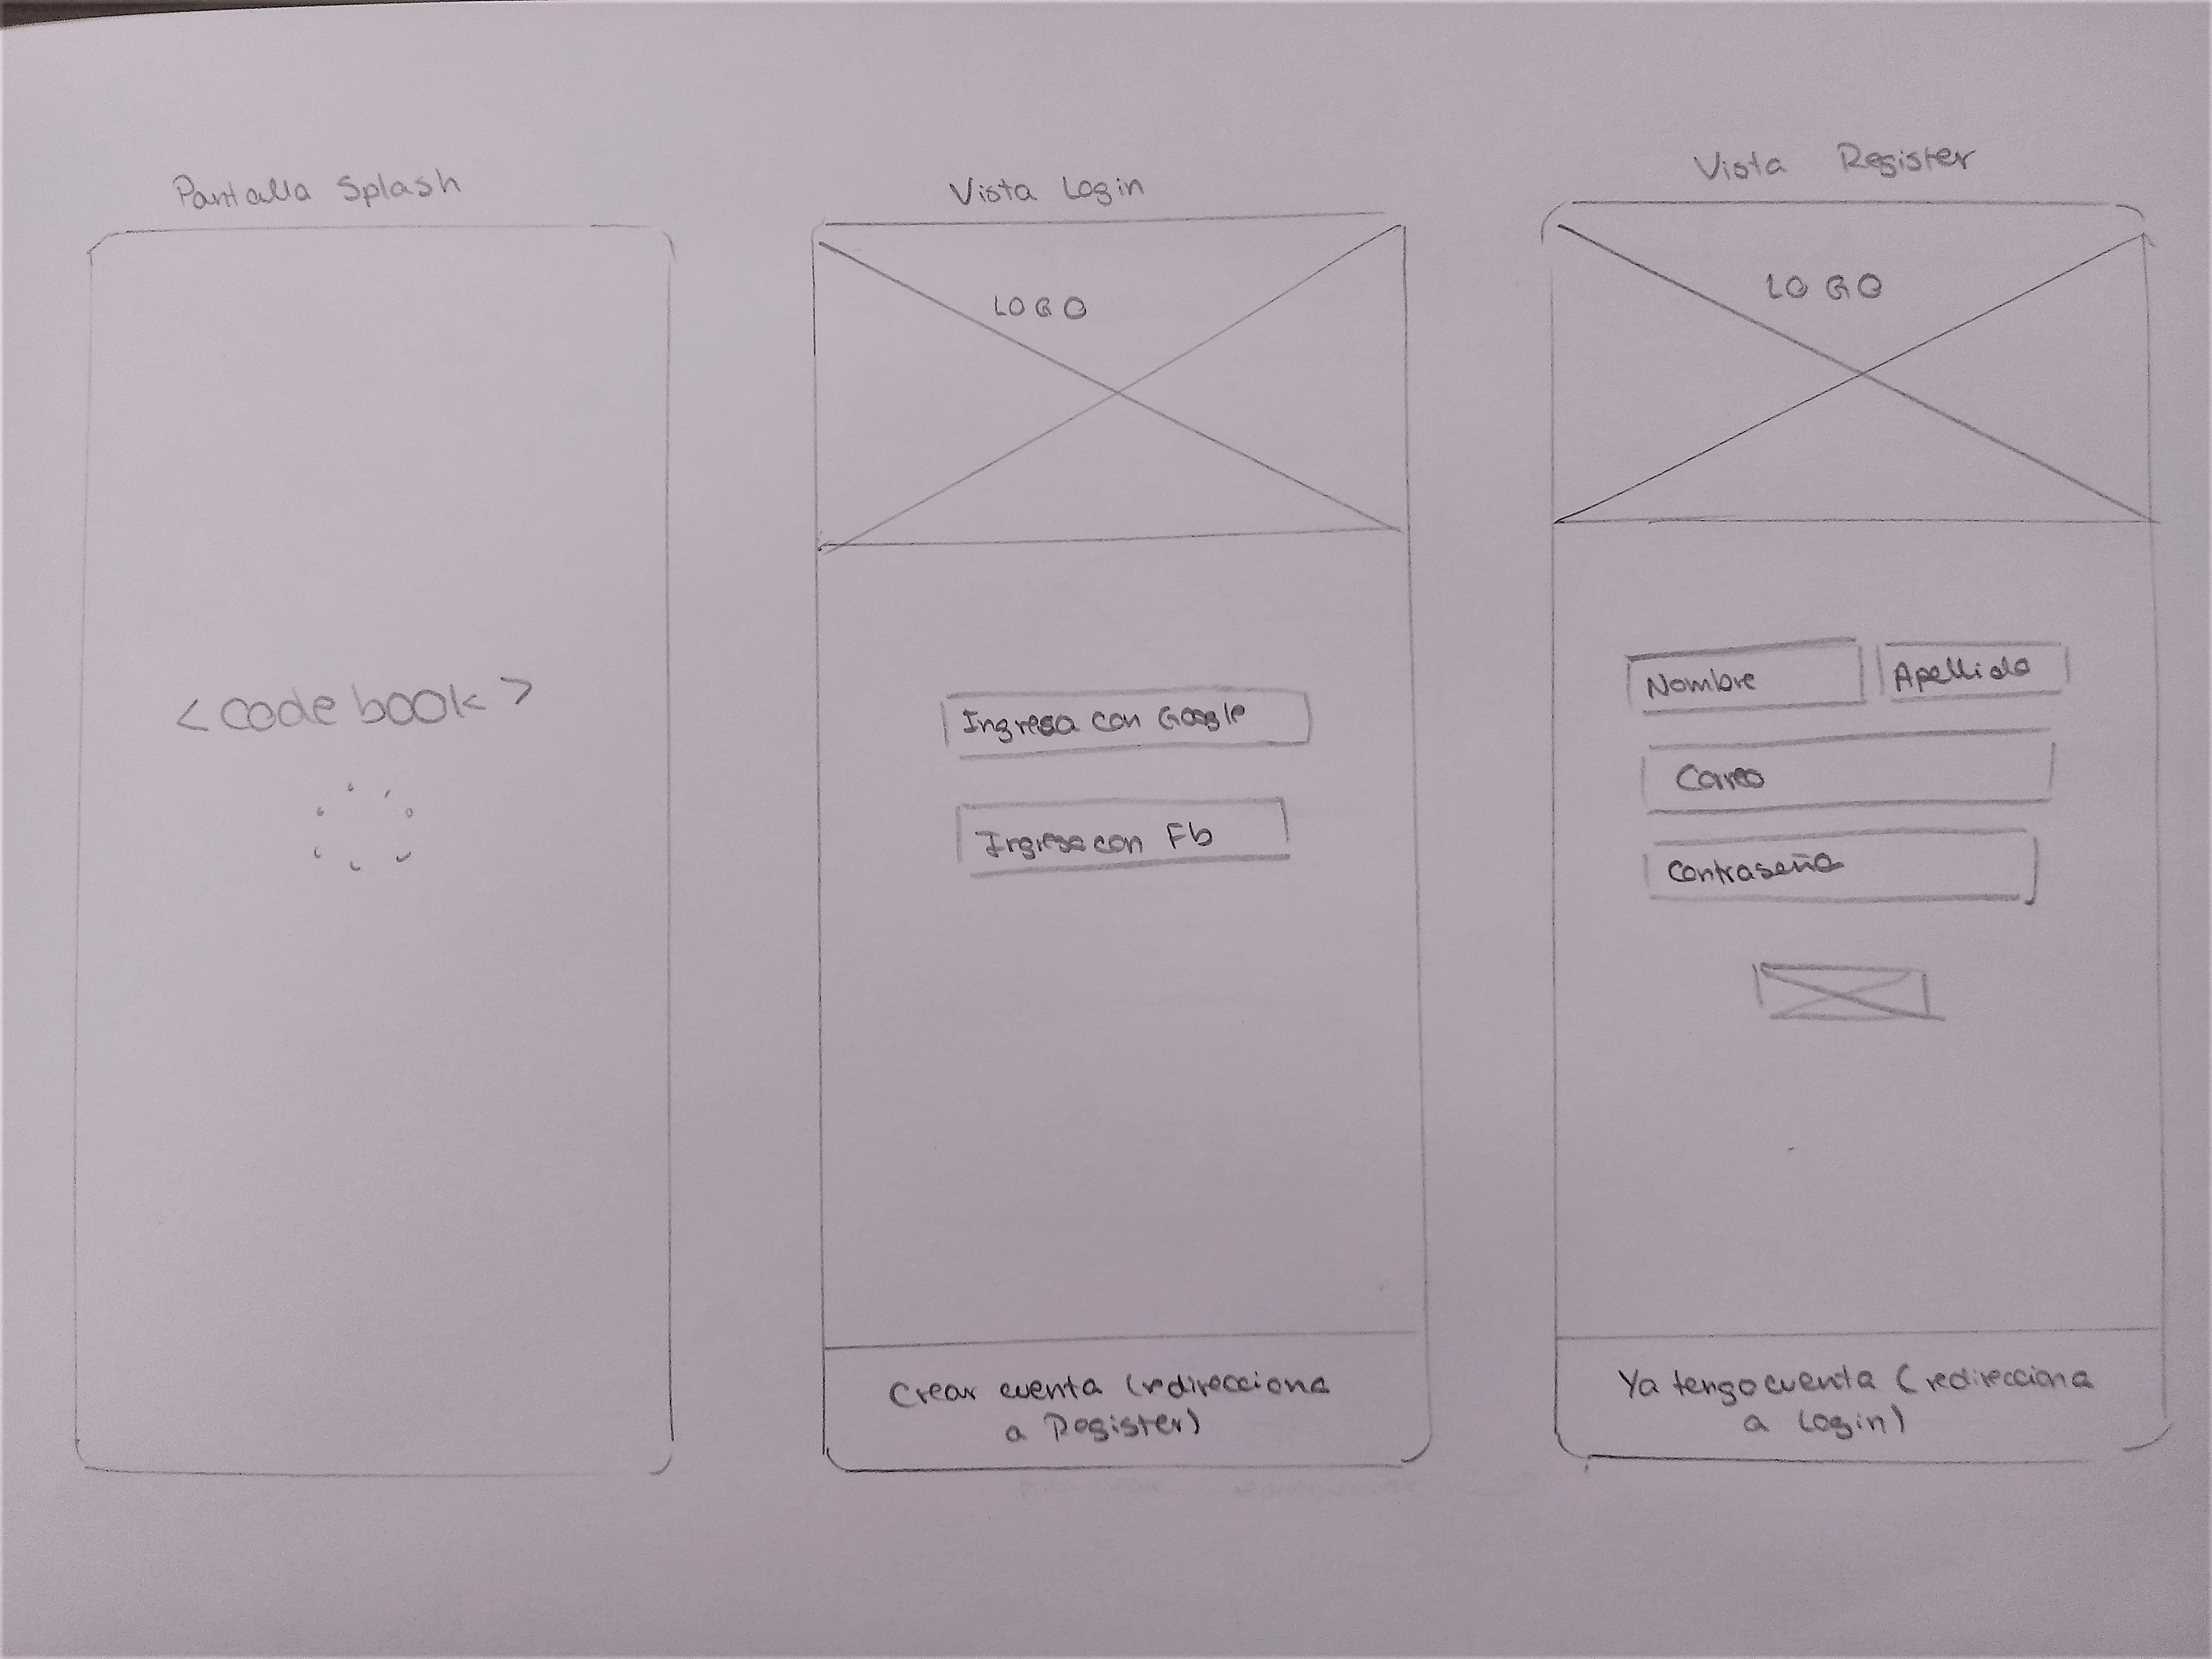 Pantalla Splash
<code book>
Vista Login
LOGO
Ingresa con Google
Ingresa con Fb
Crear cuenta (redirecciona
a Register)
Vista Register
LOGO
Nombre
Apellido
Correo
Contraseña
Ya tengo cuenta (redirecciona
a Login)